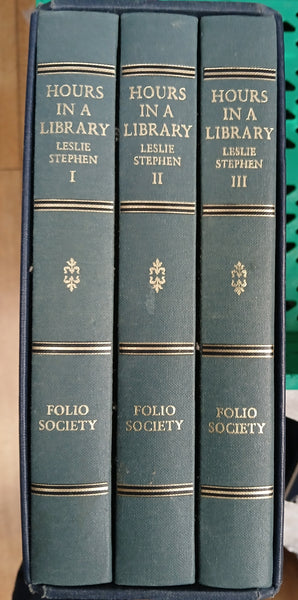 HOURS
IN A
LIBRARY
LESLIE
STEPHEN
I
FOLIO
SOCIETY
HOURS
IN A
LIBRARY
LESLIE
STEPHEN
II
FOLIO
SOCIETY
HOURS
IN A
LIBRARY
LESLIE
STEPHEN
III
FOLIO
SOCIETY